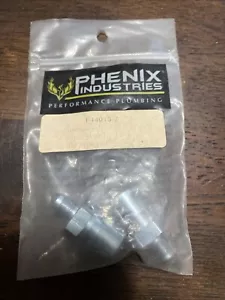 PHENIX
INDUSTRIES
PERFORMANCE PLUMBING